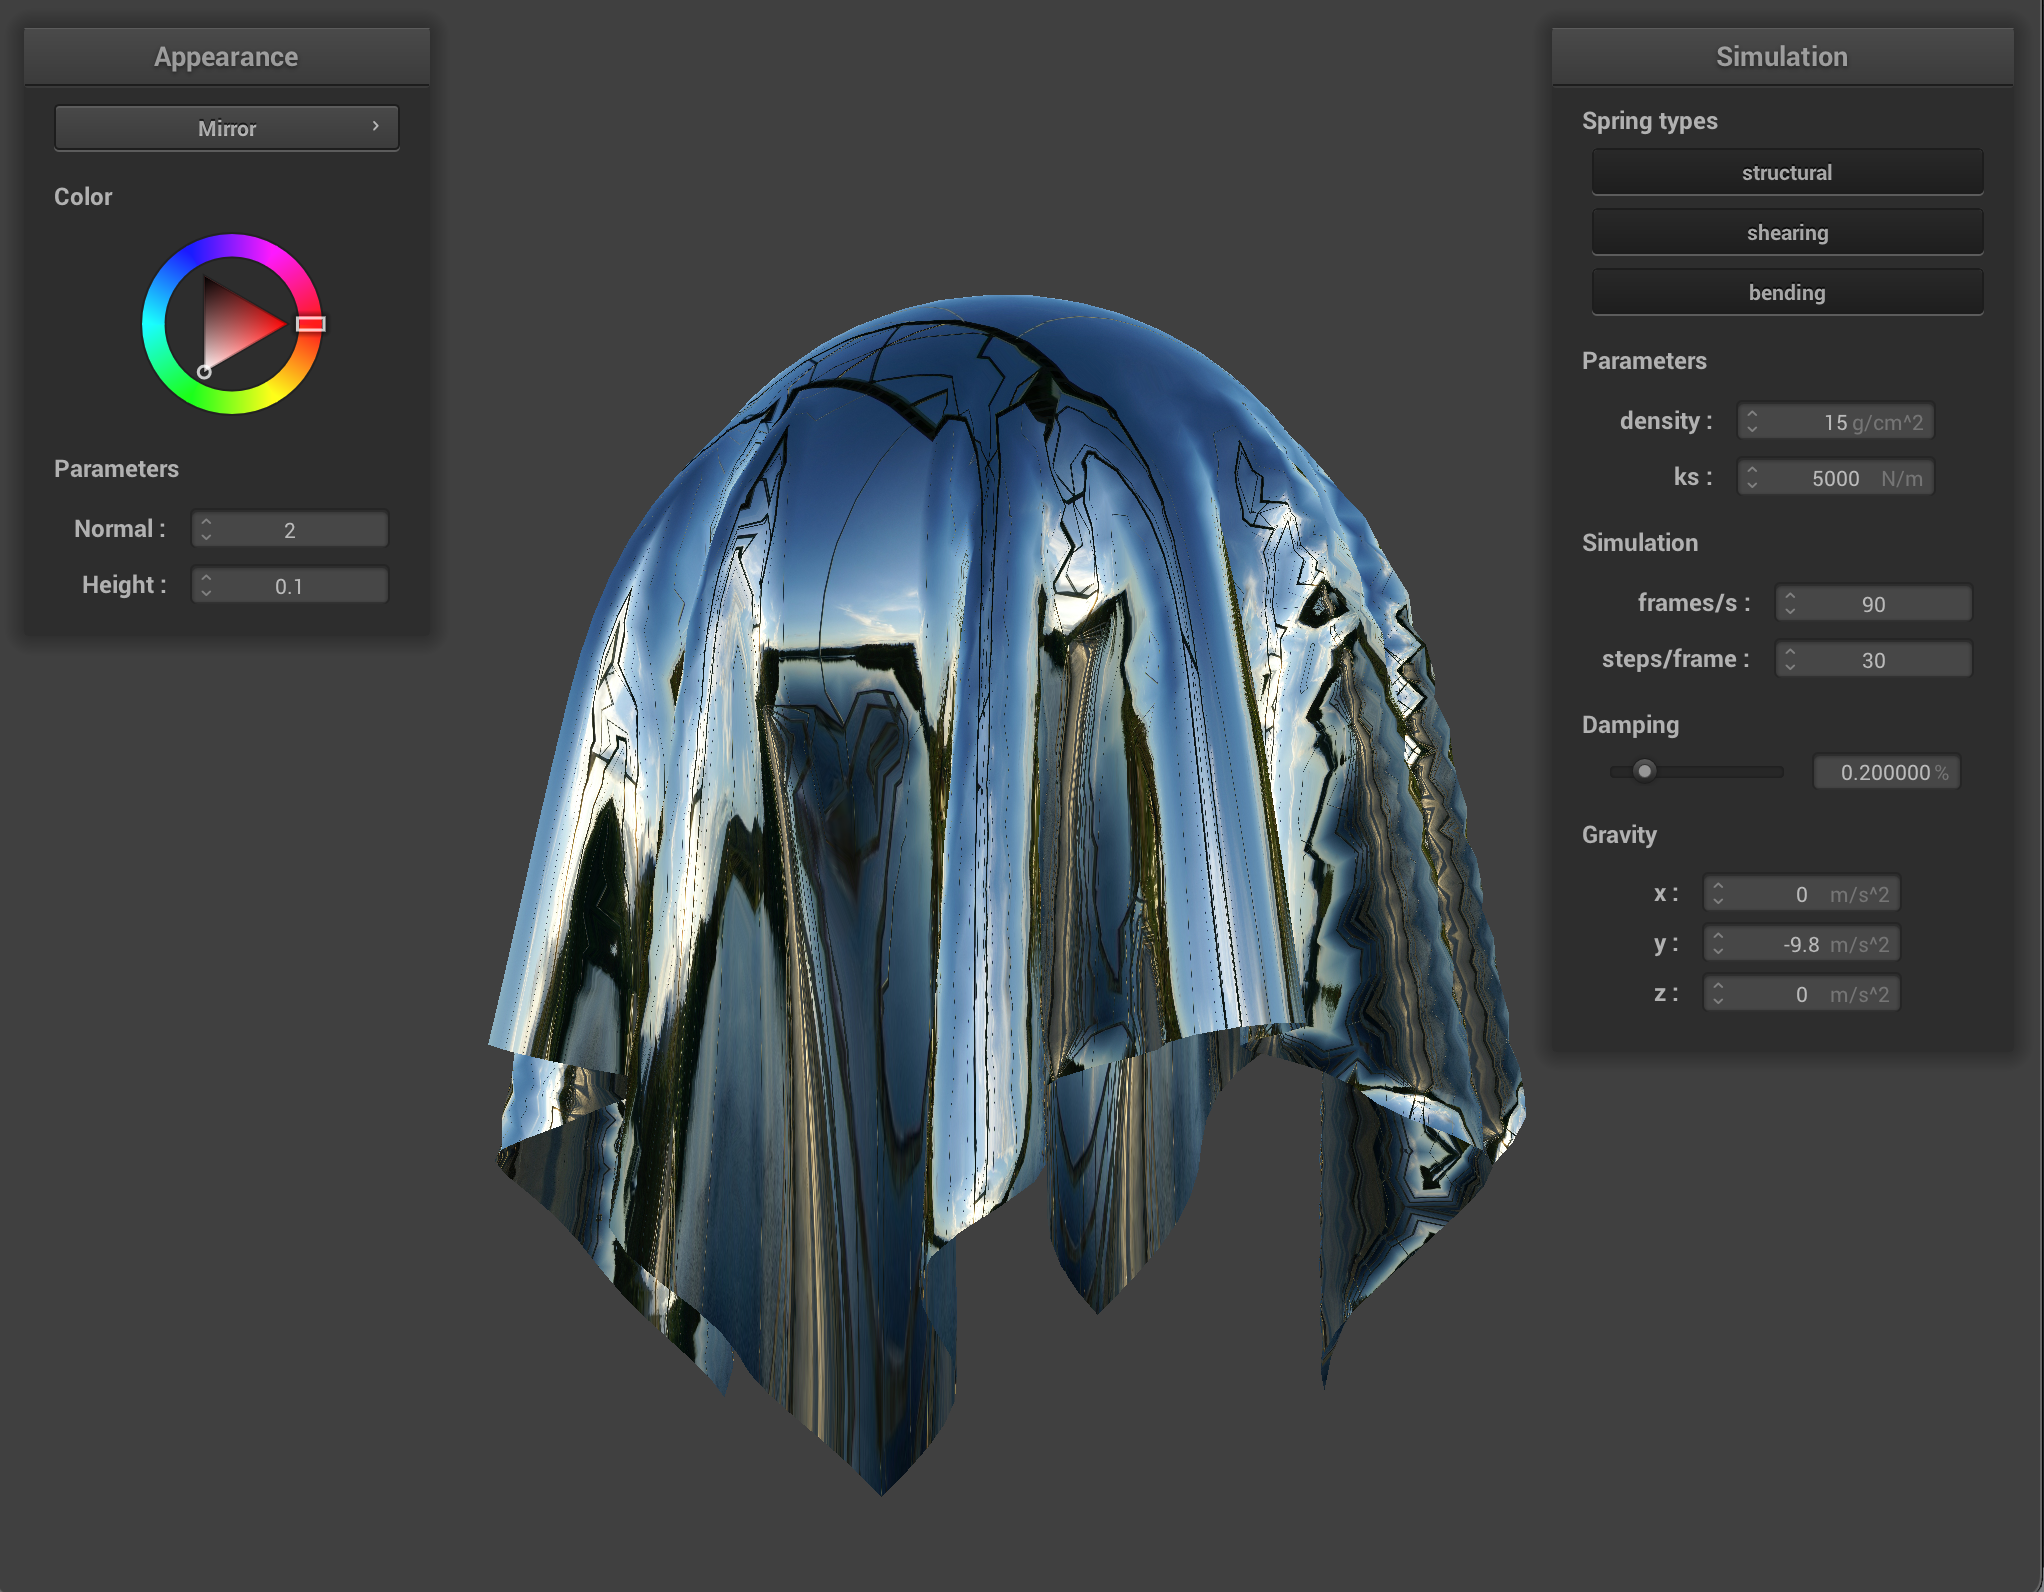 Appearance
Mirror
Color
Parameters
Normal : 2
Height : 0.1
Simulation
Spring types
structural
shearing
bending
Parameters
density : 15 g/cm^2
ks : 5000 N/m
Simulation
frames/s : 90
steps/frame : 30
Damping
0.200000 %
Gravity
x : 0 m/s^2
y : -9.8 m/s^2
z : 0 m/s^2